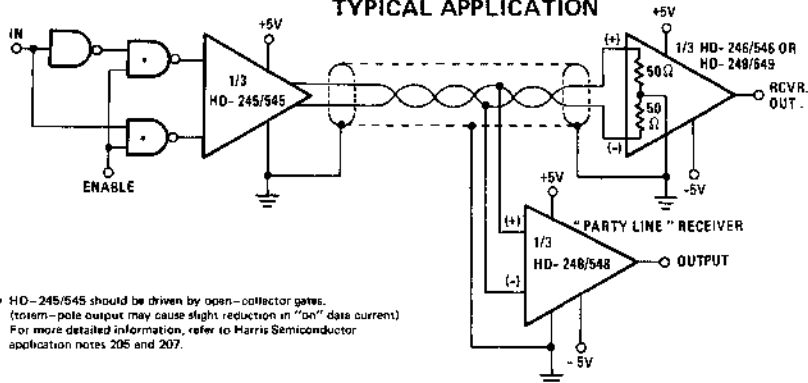 TYPICAL APPLICATION
IN
+5V
1/3
HD-245/545
ENABLE
+5V
(+)
1/3 HD-246/546 OR
HD-249/649
50Ω
50
Ω
(-)
RCVR.
OUT.
-5V
+5V
"PARTY LINE" RECEIVER
(+)
1/3
HD-248/548
(-)
OUTPUT
-5V
• HD-245/545 should be driven by open-collector gates.
(totem-pole output may cause slight reduction in "on" data current)
For more detailed information, refer to Harris Semiconductor
application notes 205 and 207.